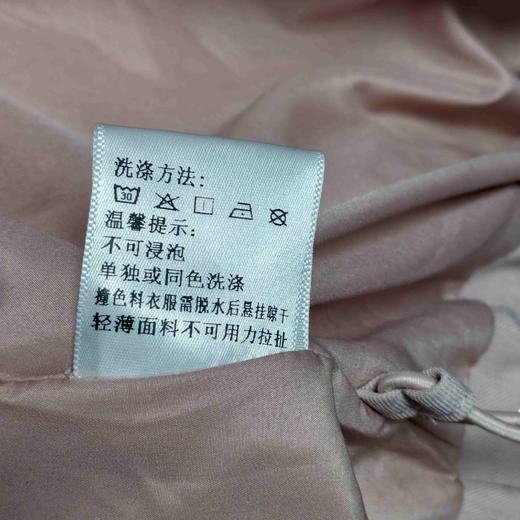 洗涤方法:
30
温馨提示:
不可浸泡
单独或同色洗涤
撞色料衣服需脱水后悬挂晾干
轻薄面料不可用力拉扯